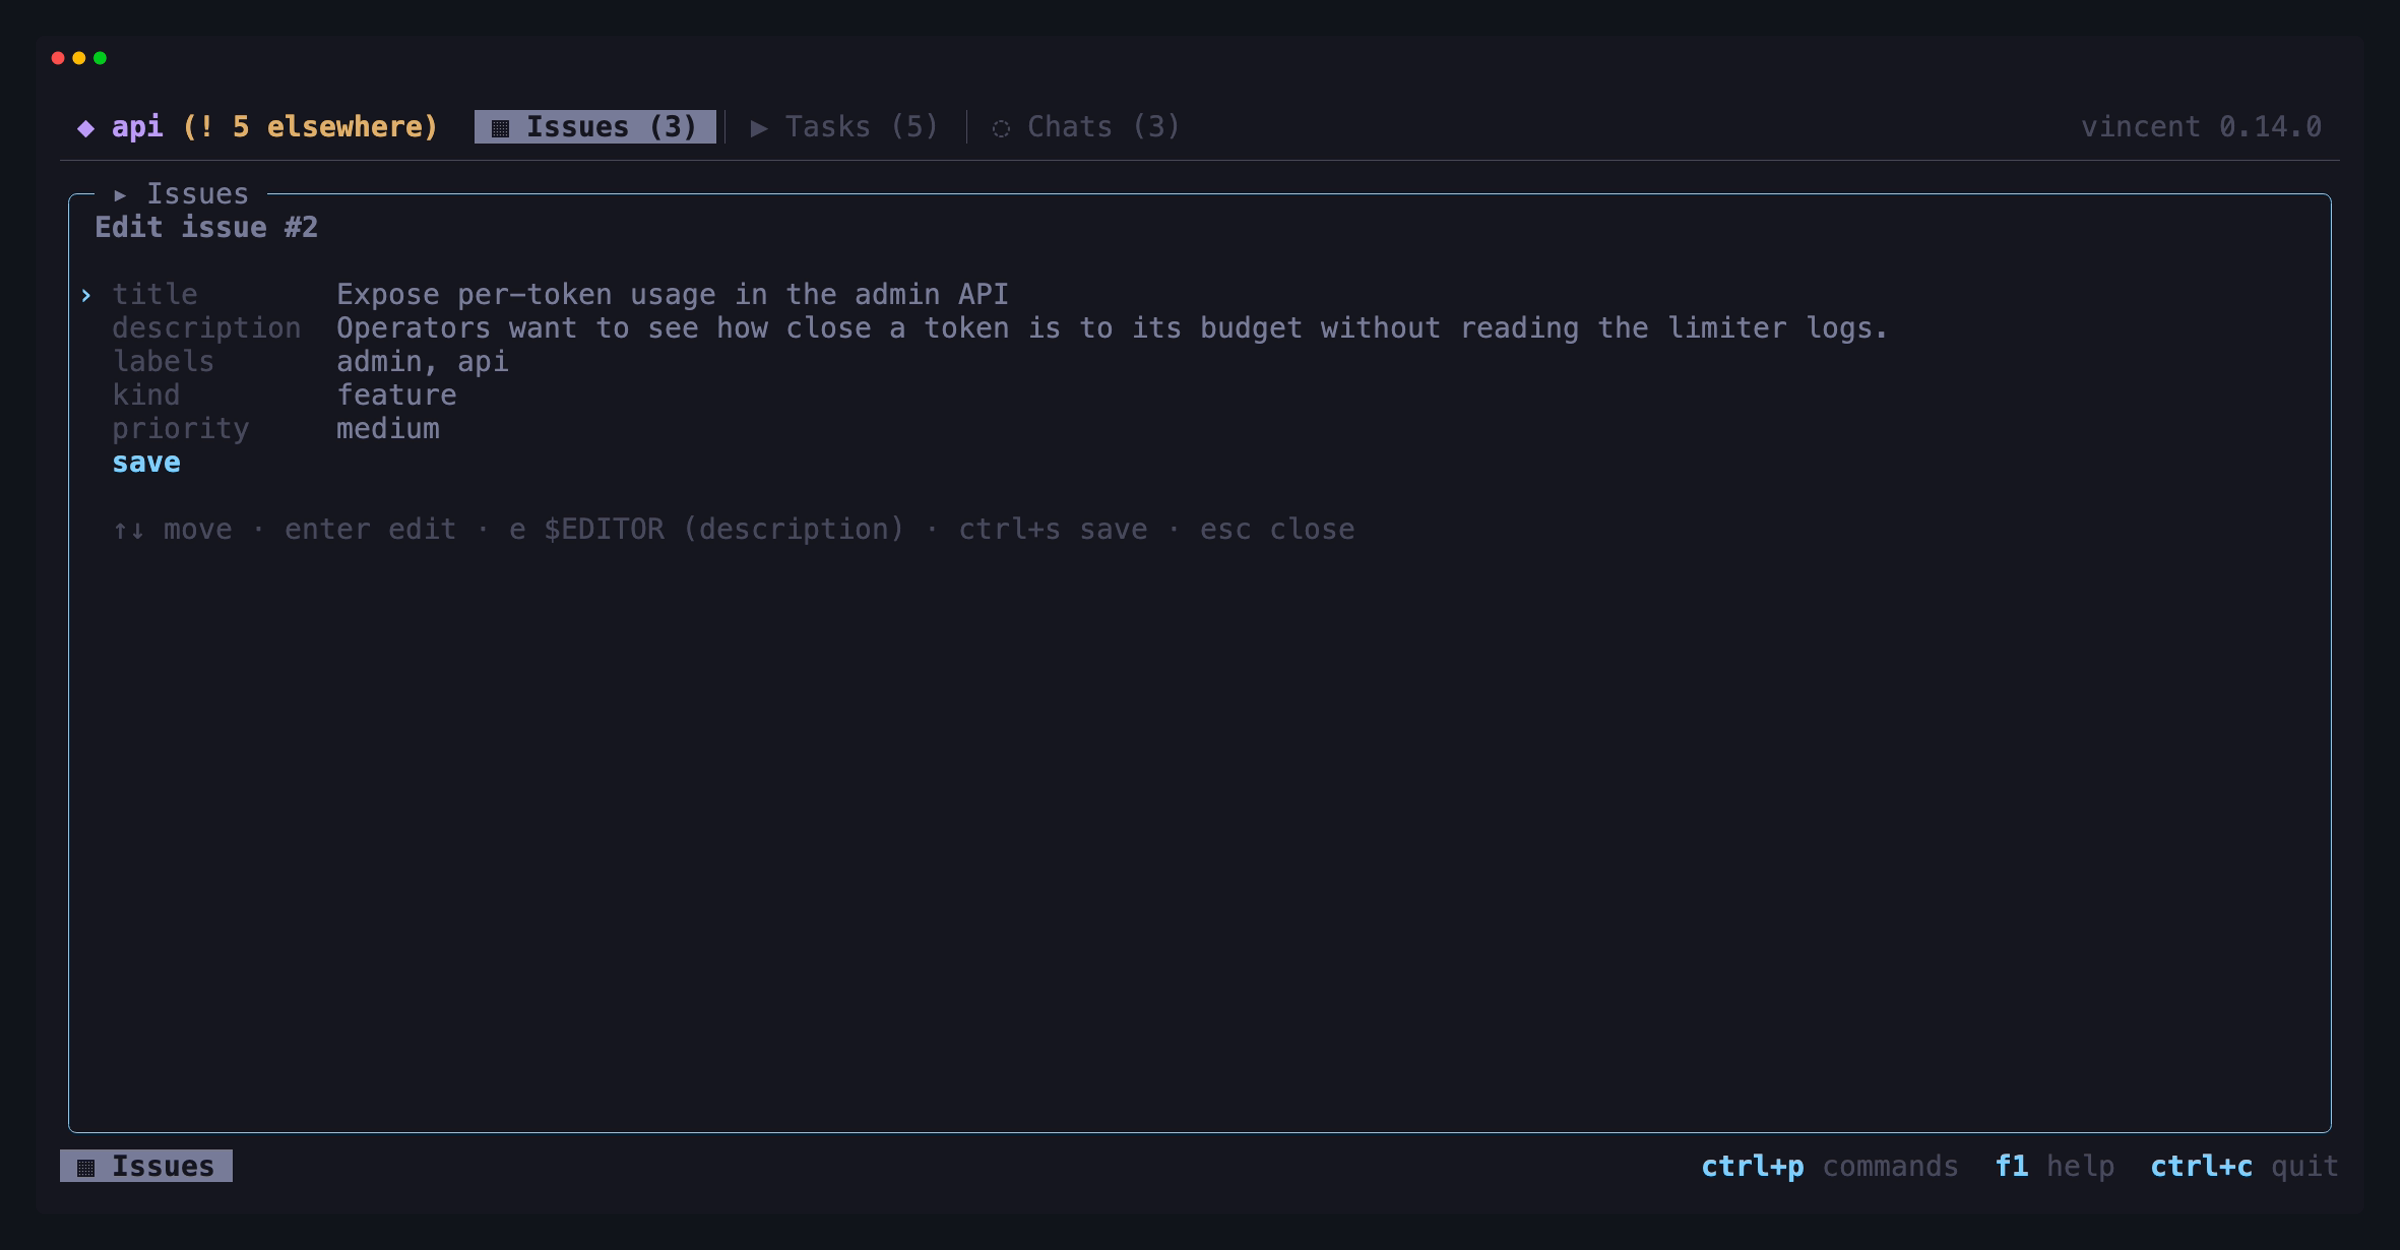 ◆ api (! 5 elsewhere) ▦ Issues (3) ▶ Tasks (5) ◌ Chats (3) vincent 0.14.0
▸ Issues
Edit issue #2
› title Expose per-token usage in the admin API
description Operators want to see how close a token is to its budget without reading the limiter logs.
labels admin, api
kind feature
priority medium
save
↑↓ move · enter edit · e $EDITOR (description) · ctrl+s save · esc close
▦ Issues ctrl+p commands f1 help ctrl+c quit